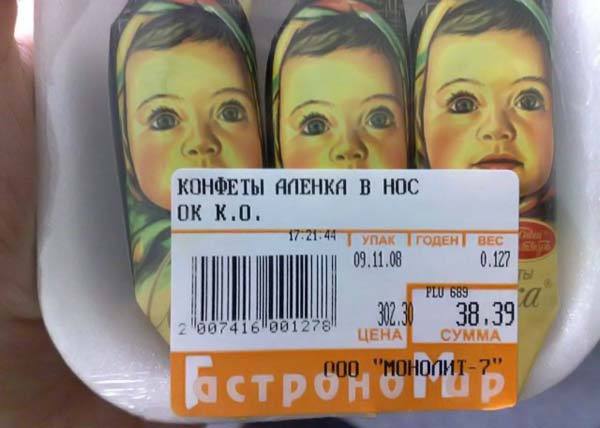 КОНФЕТЫ АЛЕНКА В НОС
ОК К.О.
17:21.44 УПАК ГОДЕН ВЕС
09.11.08 0.127
PLU 689
302.30 38.39
ЦЕНА СУММА
2 007416 001278
ООО "МОНОЛИТ-7"
ГастроноМир